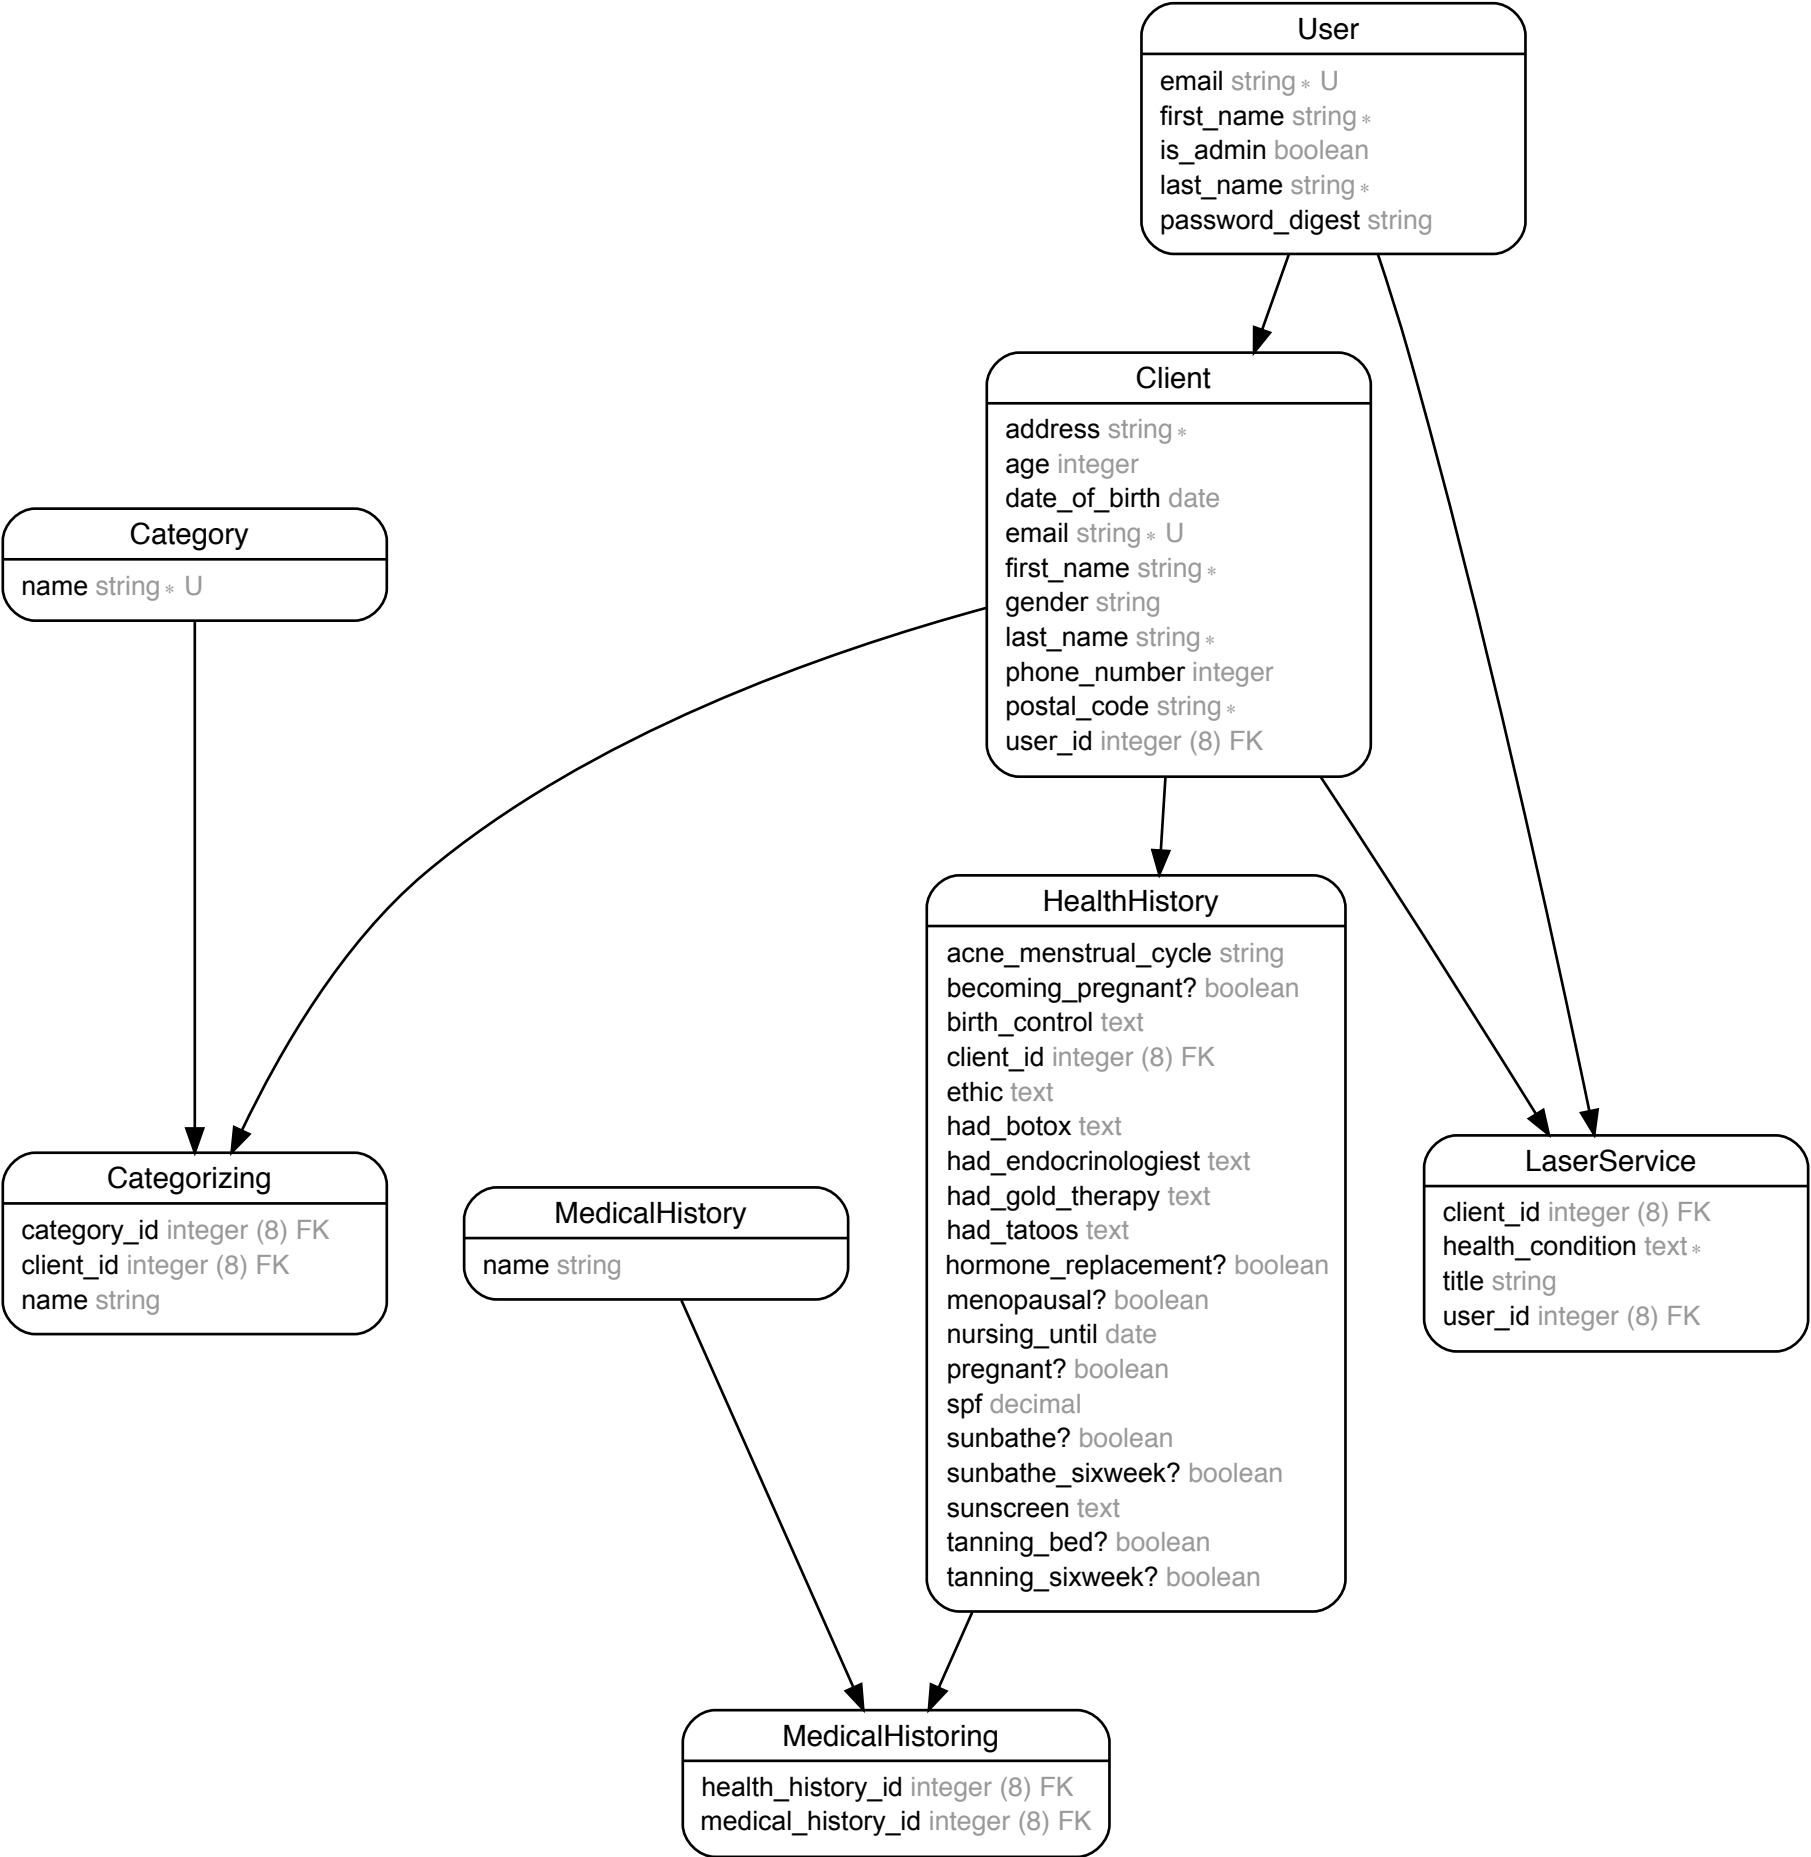 User
email string * U
first_name string *
is_admin boolean
last_name string *
password_digest string
Client
address string *
age integer
date_of_birth date
email string * U
first_name string *
gender string
last_name string *
phone_number integer
postal_code string *
user_id integer (8) FK
Category
name string * U
HealthHistory
acne_menstrual_cycle string
becoming_pregnant? boolean
birth_control text
client_id integer (8) FK
ethic text
had_botox text
had_endocrinologiest text
had_gold_therapy text
had_tatoos text
hormone_replacement? boolean
menopausal? boolean
nursing_until date
pregnant? boolean
spf decimal
sunbathe? boolean
sunbathe_sixweek? boolean
sunscreen text
tanning_bed? boolean
tanning_sixweek? boolean
Categorizing
category_id integer (8) FK
client_id integer (8) FK
name string
MedicalHistory
name string
LaserService
client_id integer (8) FK
health_condition text *
title string
user_id integer (8) FK
MedicalHistoring
health_history_id integer (8) FK
medical_history_id integer (8) FK